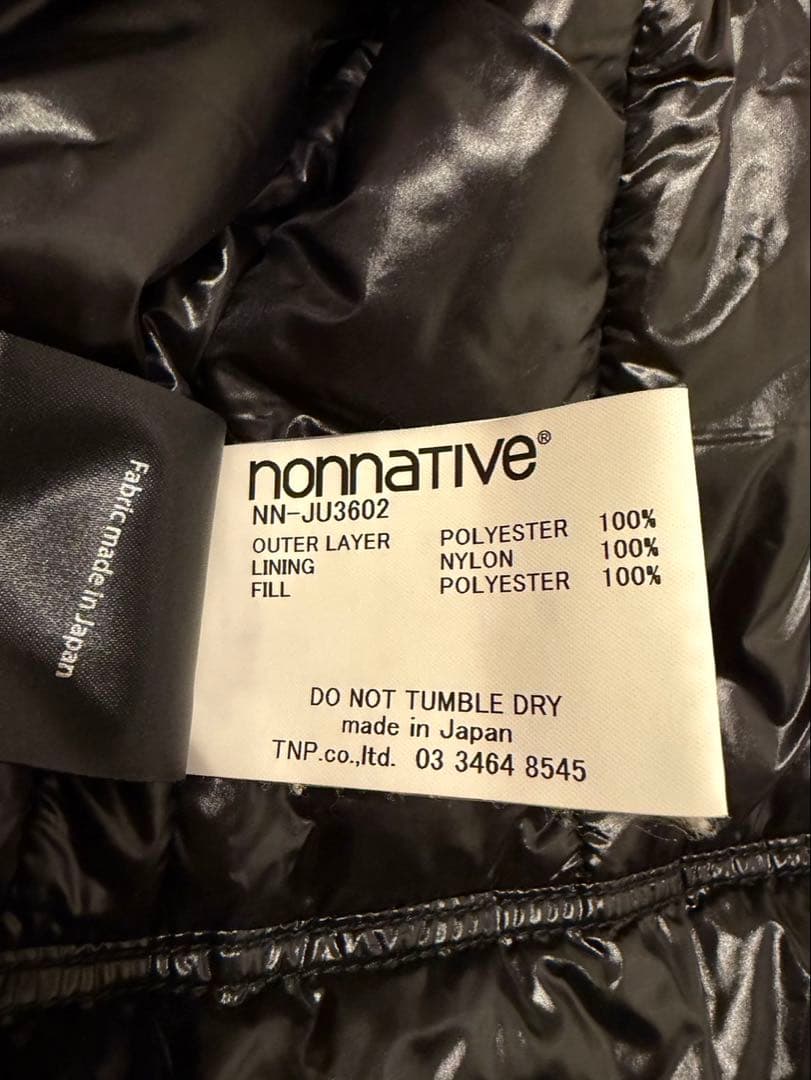 nonnative®
NN-JU3602
OUTER LAYER POLYESTER 100%
LINING NYLON 100%
FILL POLYESTER 100%
DO NOT TUMBLE DRY
made in Japan
TNP.co.,ltd. 03 3464 8545
Fabric made in Japan